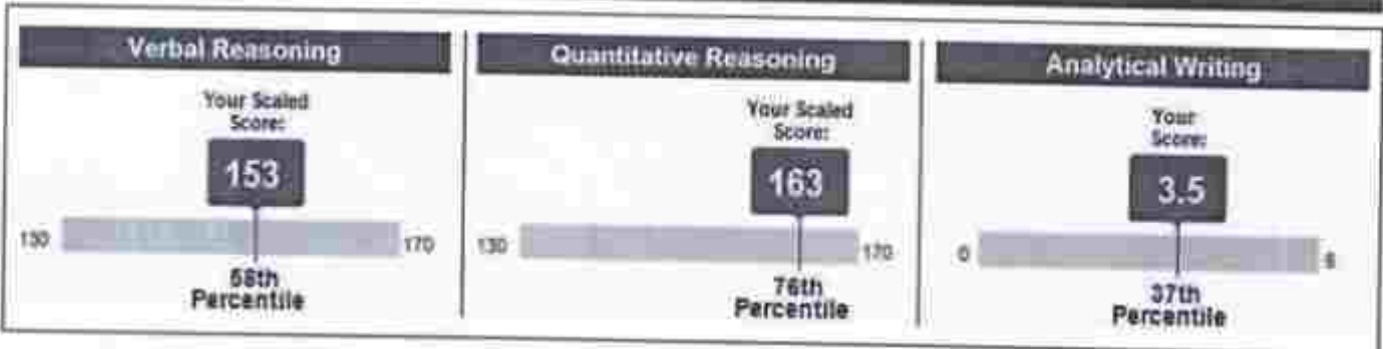 Verbal Reasoning
Your Scaled
Score:
153
130
170
58th
Percentile
Quantitative Reasoning
Your Scaled
Score:
163
130
170
76th
Percentile
Analytical Writing
Your
Score:
3.5
0
6
37th
Percentile